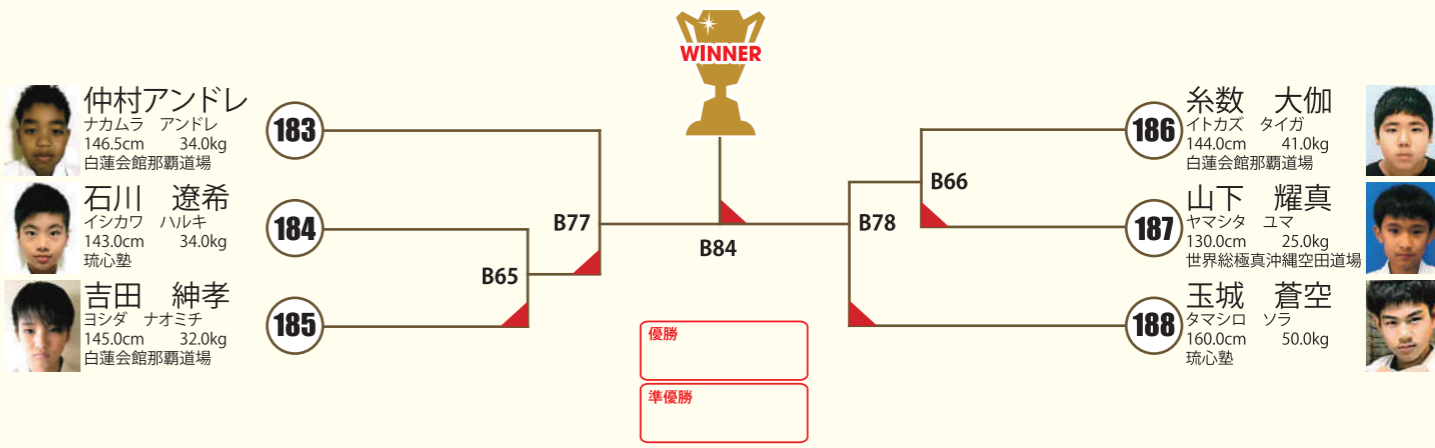 WINNER
仲村アンドレ
ナカムラ アンドレ
146.5cm 34.0kg
白蓮会館那覇道場
183
石川 遼希
イシカワ ハルキ
143.0cm 34.0kg
琉心塾
184
吉田 紳孝
ヨシダ ナオミチ
145.0cm 32.0kg
白蓮会館那覇道場
185
B65
B77
B84
B78
B66
186
糸数 大伽
イトカズ タイガ
144.0cm 41.0kg
白蓮会館那覇道場
187
山下 耀真
ヤマシタ ユマ
130.0cm 25.0kg
世界総極真沖縄空田道場
188
玉城 蒼空
タマシロ ソラ
160.0cm 50.0kg
琉心塾
優勝
準優勝